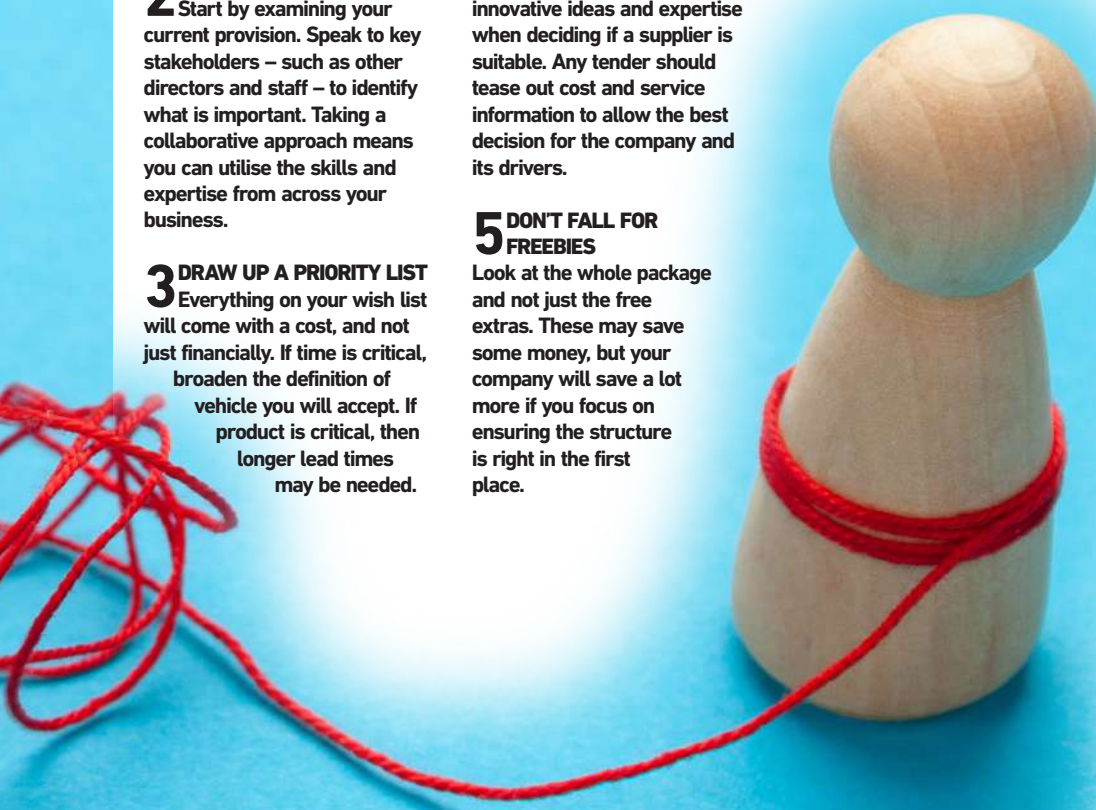 2 Start by examining your
current provision. Speak to key
stakeholders – such as other
directors and staff – to identify
what is important. Taking a
collaborative approach means
you can utilise the skills and
expertise from across your
business.
3 DRAW UP A PRIORITY LIST
Everything on your wish list
will come with a cost, and not
just financially. If time is critical,
broaden the definition of
vehicle you will accept. If
product is critical, then
longer lead times
may be needed.
innovative ideas and expertise
when deciding if a supplier is
suitable. Any tender should
tease out cost and service
information to allow the best
decision for the company and
its drivers.
5 DON'T FALL FOR
FREEBIES
Look at the whole package
and not just the free
extras. These may save
some money, but your
company will save a lot
more if you focus on
ensuring the structure
is right in the first
place.